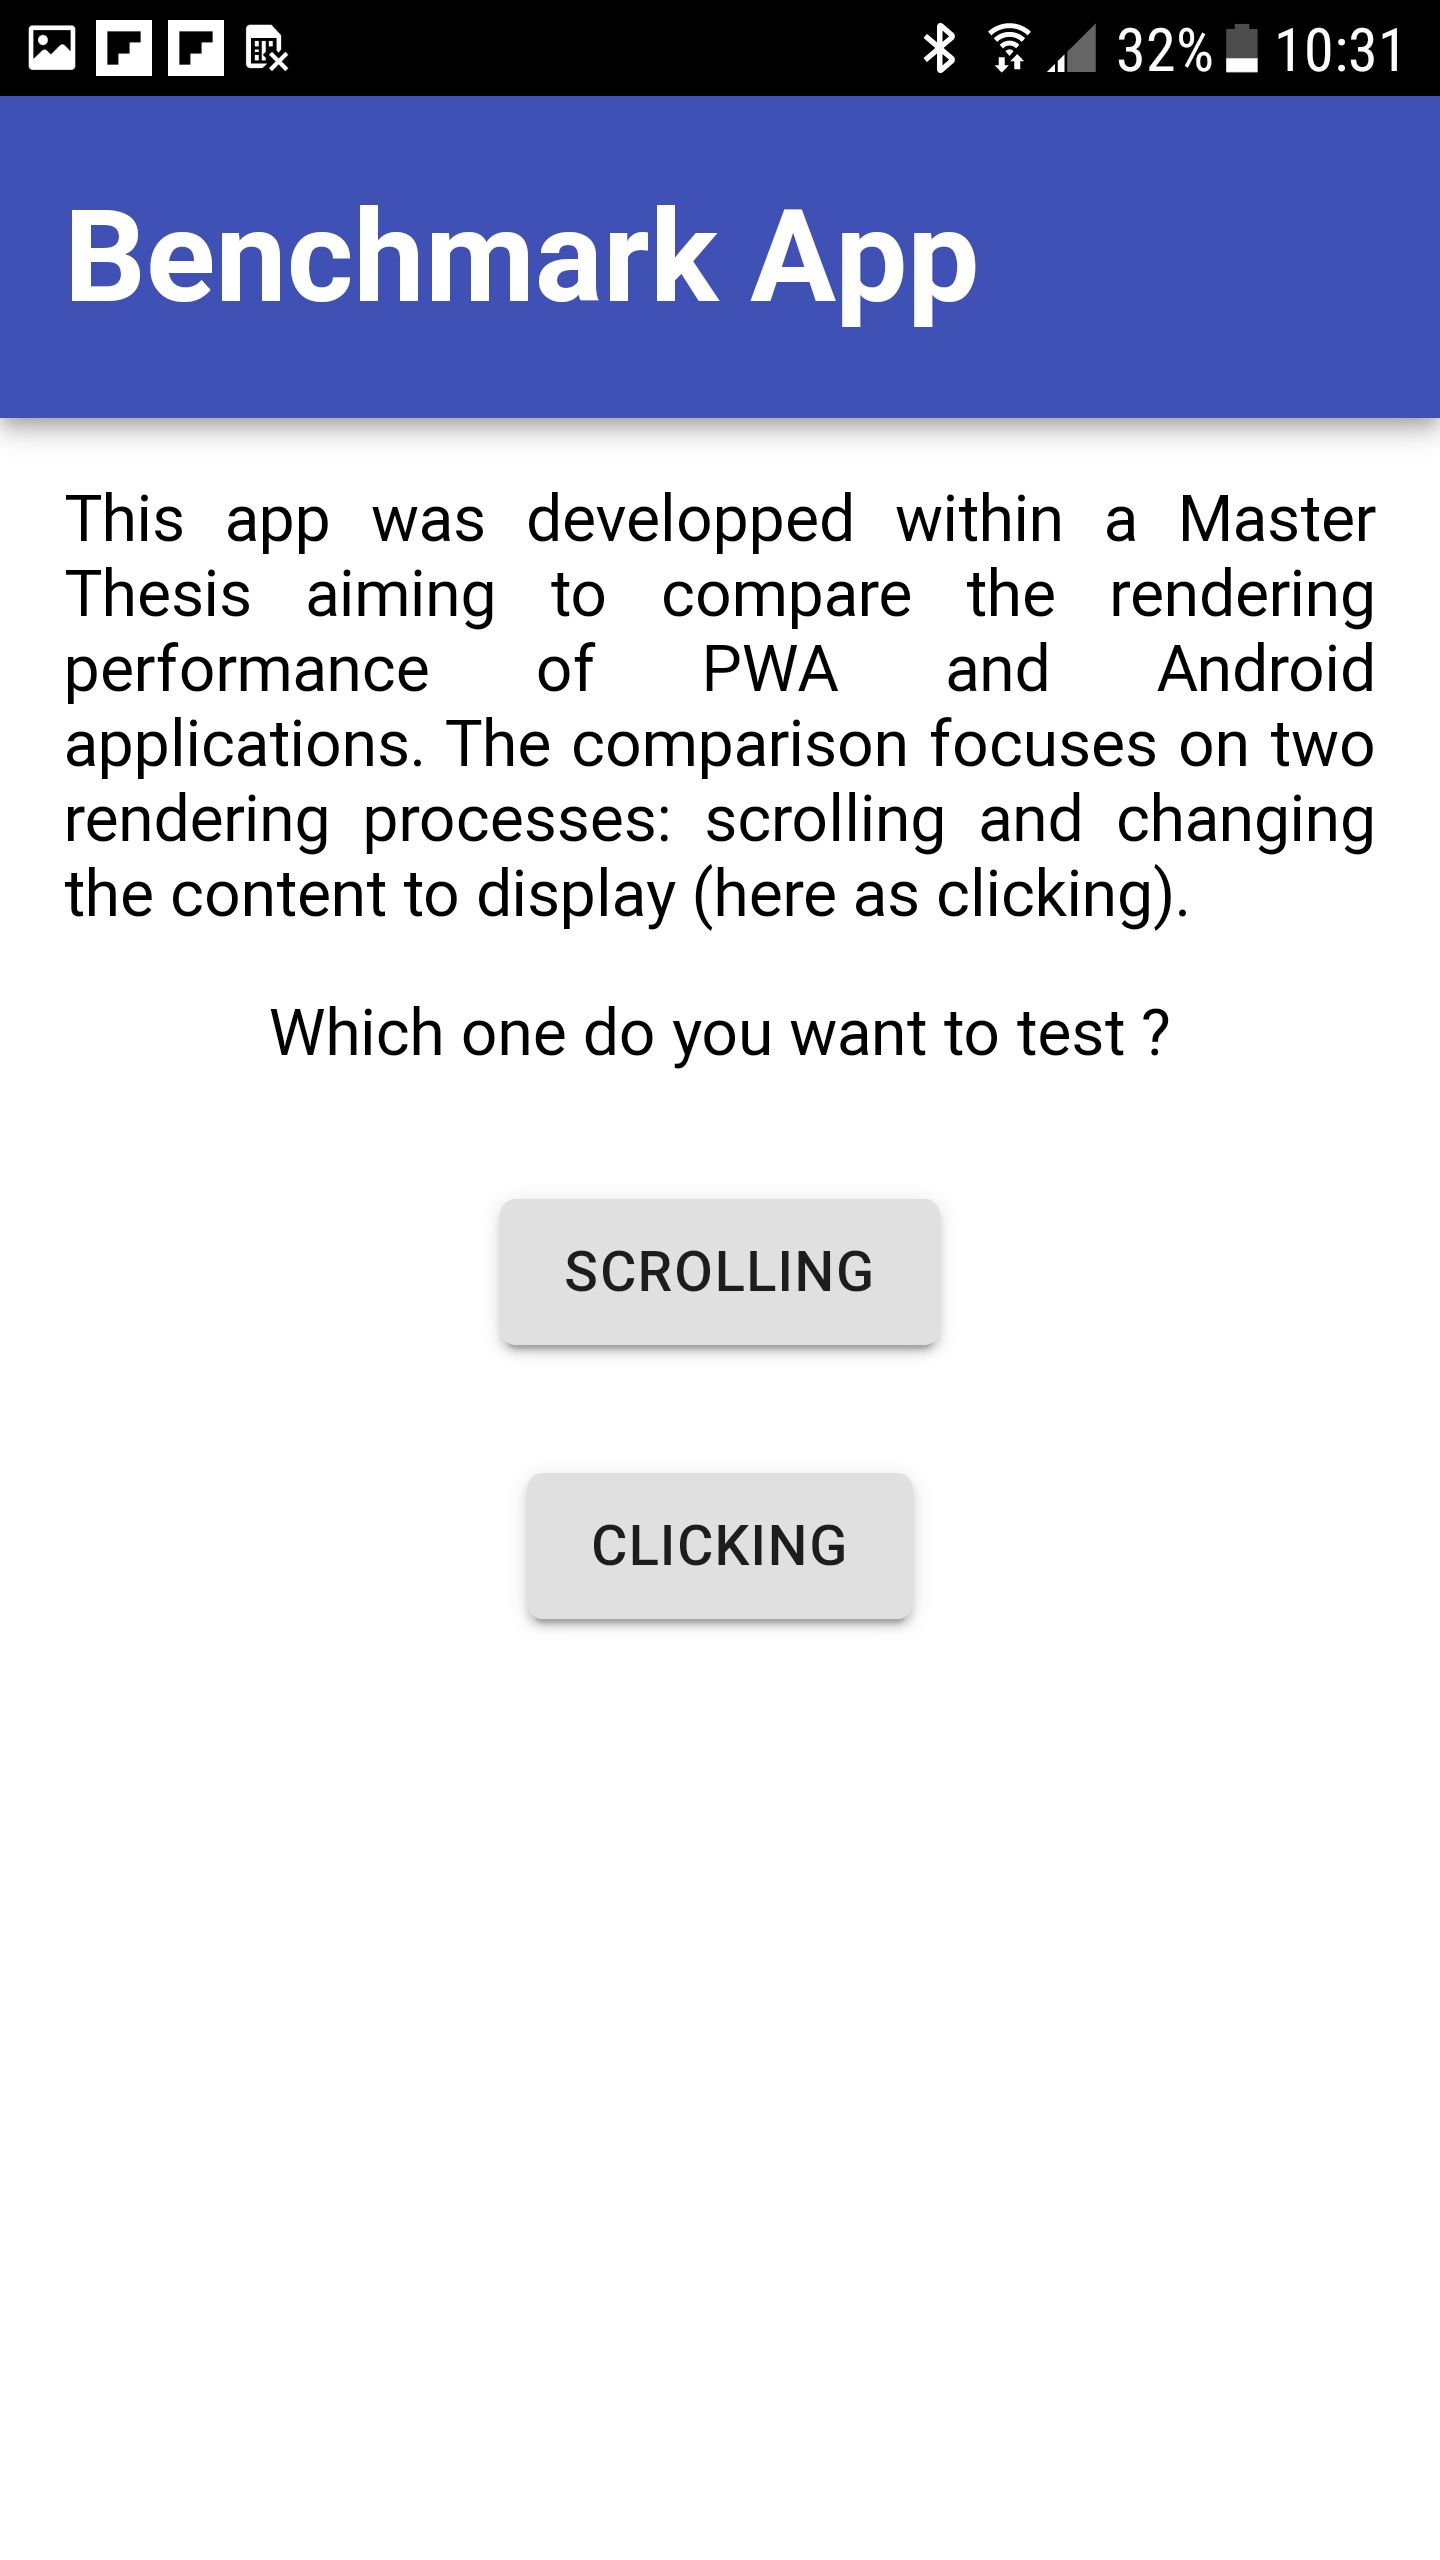 32% 10:31
Benchmark App
This app was developped within a Master
Thesis aiming to compare the rendering
performance of PWA and Android
applications. The comparison focuses on two
rendering processes: scrolling and changing
the content to display (here as clicking).
Which one do you want to test ?
SCROLLING
CLICKING